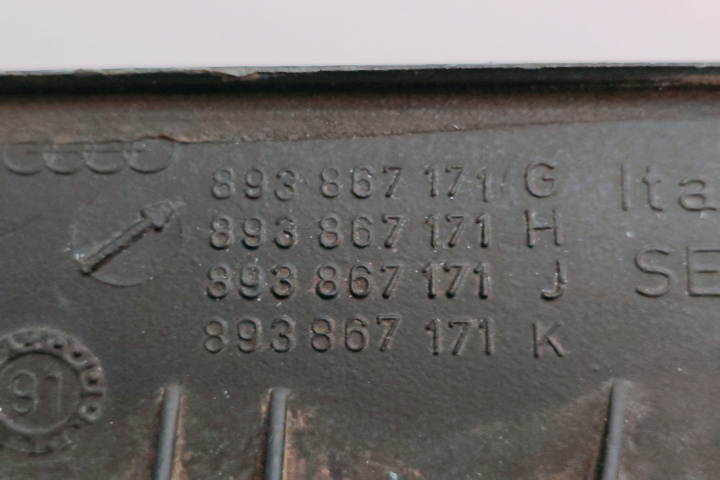 893 867 171 G
893 867 171 H
893 867 171 J
893 867 171 K
Ita
SE
91